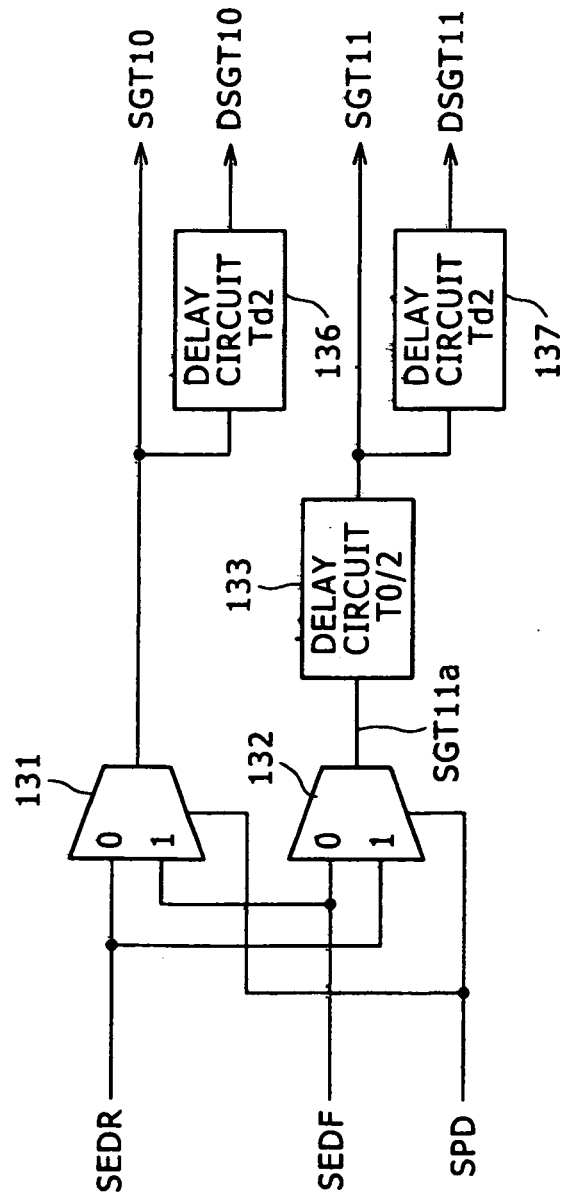 SEDR
SEDF
SPD
131
0
1
132
0
1
SGT11a
133
DELAY
CIRCUIT
T0/2
DELAY
CIRCUIT
Td2
136
DELAY
CIRCUIT
Td2
137
SGT10
DSGT10
SGT11
DSGT11